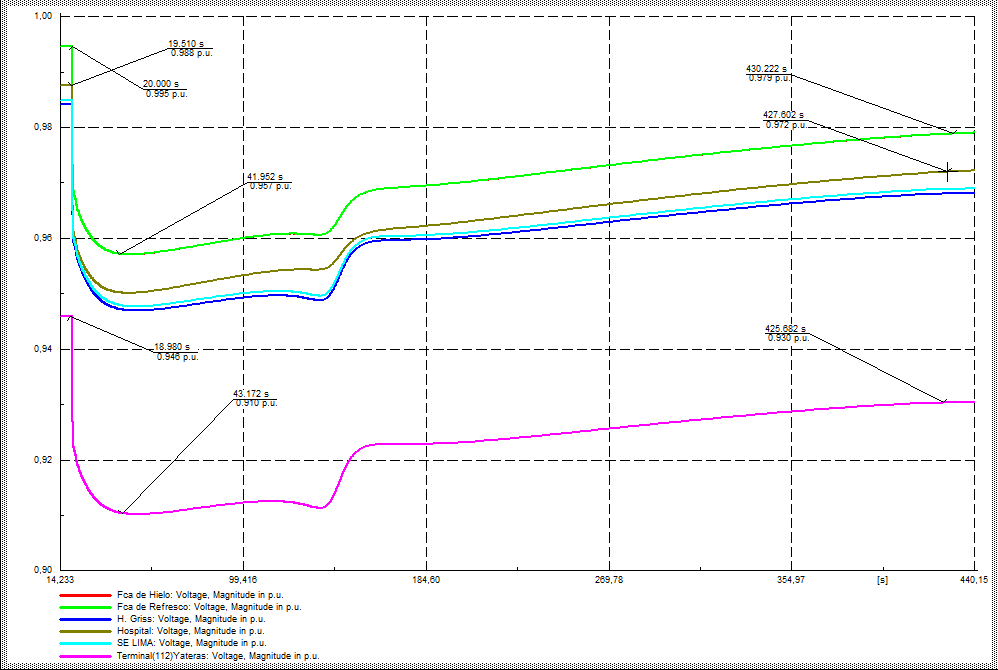 1,00
19.510 s
0.988 p.u.
20.000 s
0.995 p.u.
430.222 s
0.979 p.u.
427.602 s
0.972 p.u.
0,98
41.952 s
0.957 p.u.
0,96
0,94
18.980 s
0.946 p.u.
425.682 s
0.930 p.u.
43.172 s
0.910 p.u.
0,92
0,90
14,233 99,416 184,60 269,78 354,97 [s] 440,15
Fca de Hielo: Voltage, Magnitude in p.u.
Fca de Refresco: Voltage, Magnitude in p.u.
H. Griss: Voltage, Magnitude in p.u.
Hospital: Voltage, Magnitude in p.u.
SE LIMA: Voltage, Magnitude in p.u.
Terminal(112)Yateras: Voltage, Magnitude in p.u.